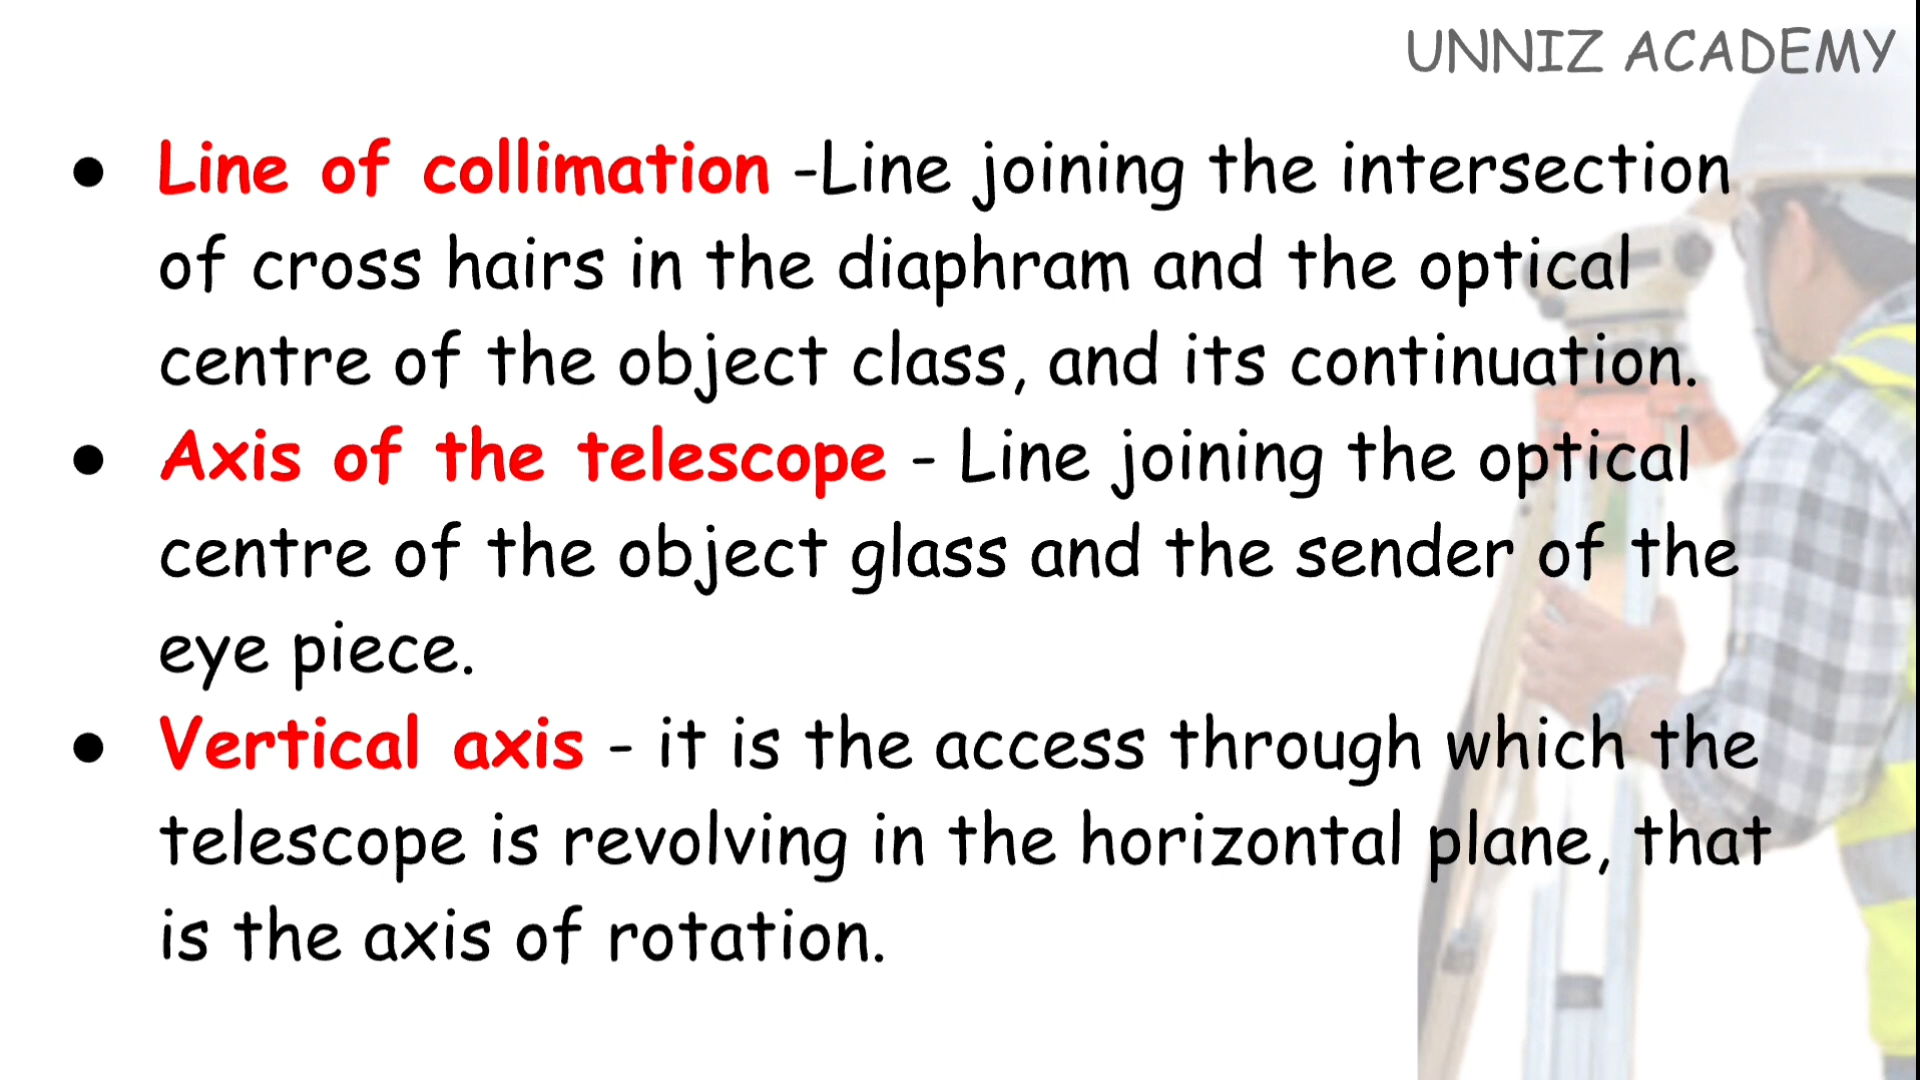 UNNIZ ACADEMY
● Line of collimation -Line joining the intersection
of cross hairs in the diaphram and the optical
centre of the object class, and its continuation.
● Axis of the telescope - Line joining the optical
centre of the object glass and the sender of the
eye piece.
● Vertical axis - it is the access through which the
telescope is revolving in the horizontal plane, that
is the axis of rotation.